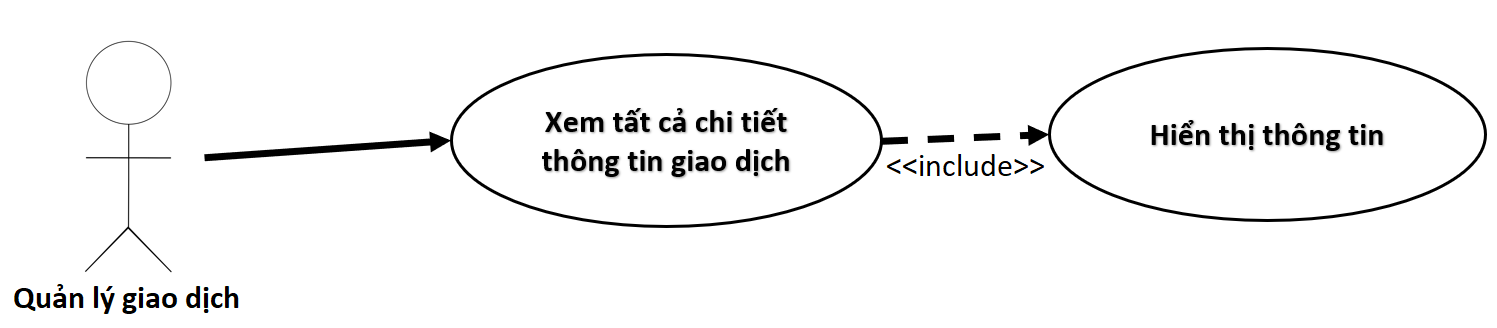 Xem tất cả chi tiết
thông tin giao dịch
<<include>>
Hiển thị thông tin
Quản lý giao dịch